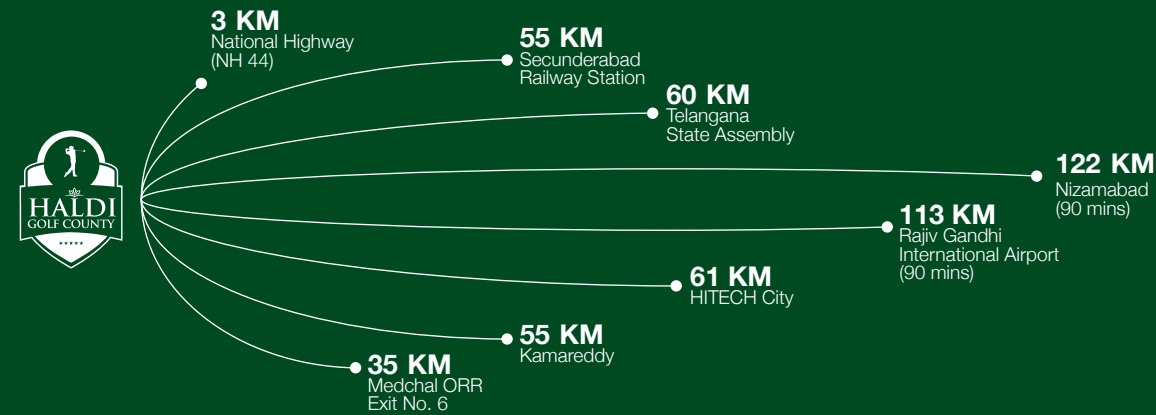 3 KM
National Highway
(NH 44)
55 KM
Secunderabad
Railway Station
60 KM
Telangana
State Assembly
122 KM
Nizamabad
(90 mins)
HALDI
GOLF COUNTY
113 KM
Rajiv Gandhi
International Airport
(90 mins)
61 KM
HITECH City
55 KM
Kamareddy
35 KM
Medchal ORR
Exit No. 6